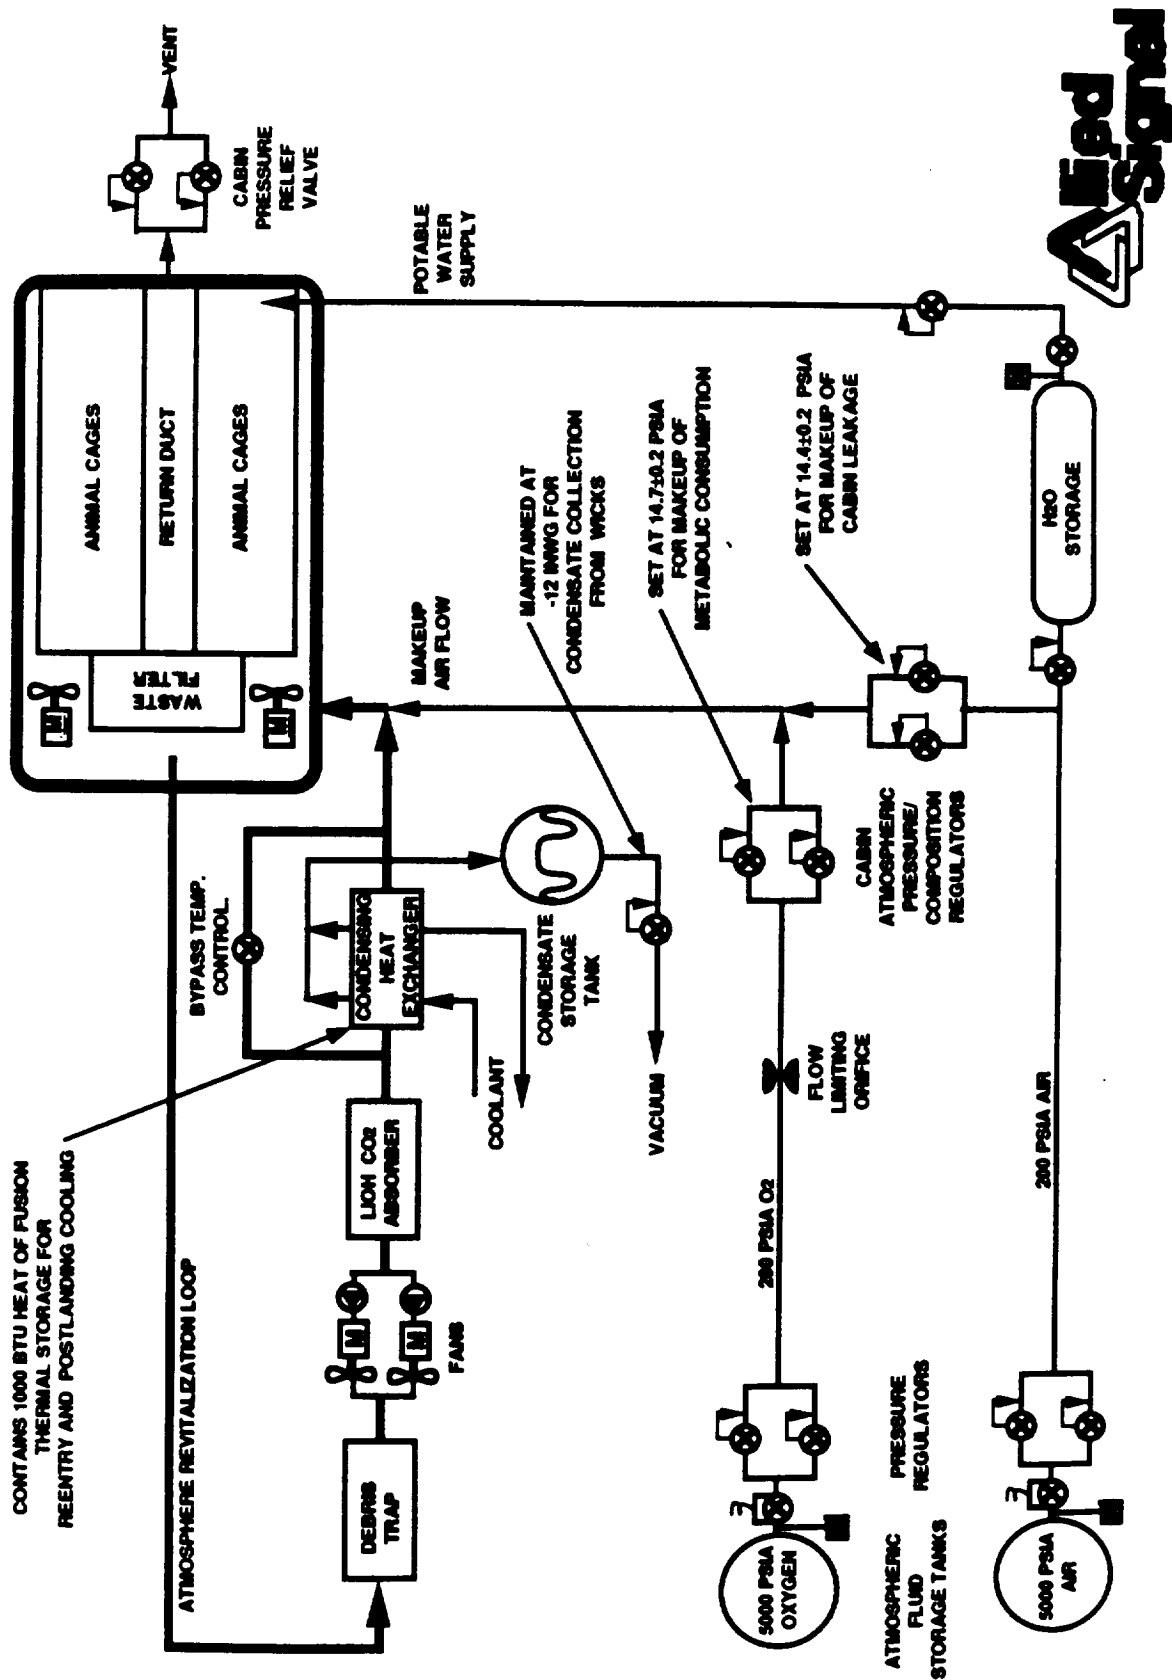 CONTAINS 1000 BTU HEAT OF FUSION
THERMAL STORAGE FOR
REENTRY AND POSTLANDING COOLING
ATMOSPHERE REVITALIZATION LOOP
BYPASS TEMP.
CONTROL
DEBRIS
TRAP
M
M
FANS
LIOH CO2
ABSORBER
CONDENSING
HEAT
EXCHANGER
COOLANT
CONDENSATE
STORAGE
TANK
VACUUM
M
M
WASTE
FILTER
ANIMAL CAGES
RETURN DUCT
ANIMAL CAGES
CABIN
PRESSURE
RELIEF
VALVE
VENT
MAKEUP
AIR FLOW
POTABLE
WATER
SUPPLY
MAINTAINED AT
-12 INWG FOR
CONDENSATE COLLECTION
FROM WICKS
SET AT 14.7±0.2 PSIA
FOR MAKEUP OF
METABOLIC CONSUMPTION
SET AT 14.4±0.2 PSIA
FOR MAKEUP OF
CABIN LEAKAGE
5000 PSIA
OXYGEN
200 PSIA O2
FLOW
LIMITING
ORIFICE
CABIN
ATMOSPHERIC
PRESSURE/
COMPOSITION
REGULATORS
ATMOSPHERIC
FLUID
STORAGE TANKS
PRESSURE
REGULATORS
5000 PSIA
AIR
200 PSIA AIR
H2O
STORAGE
Allied
Signal